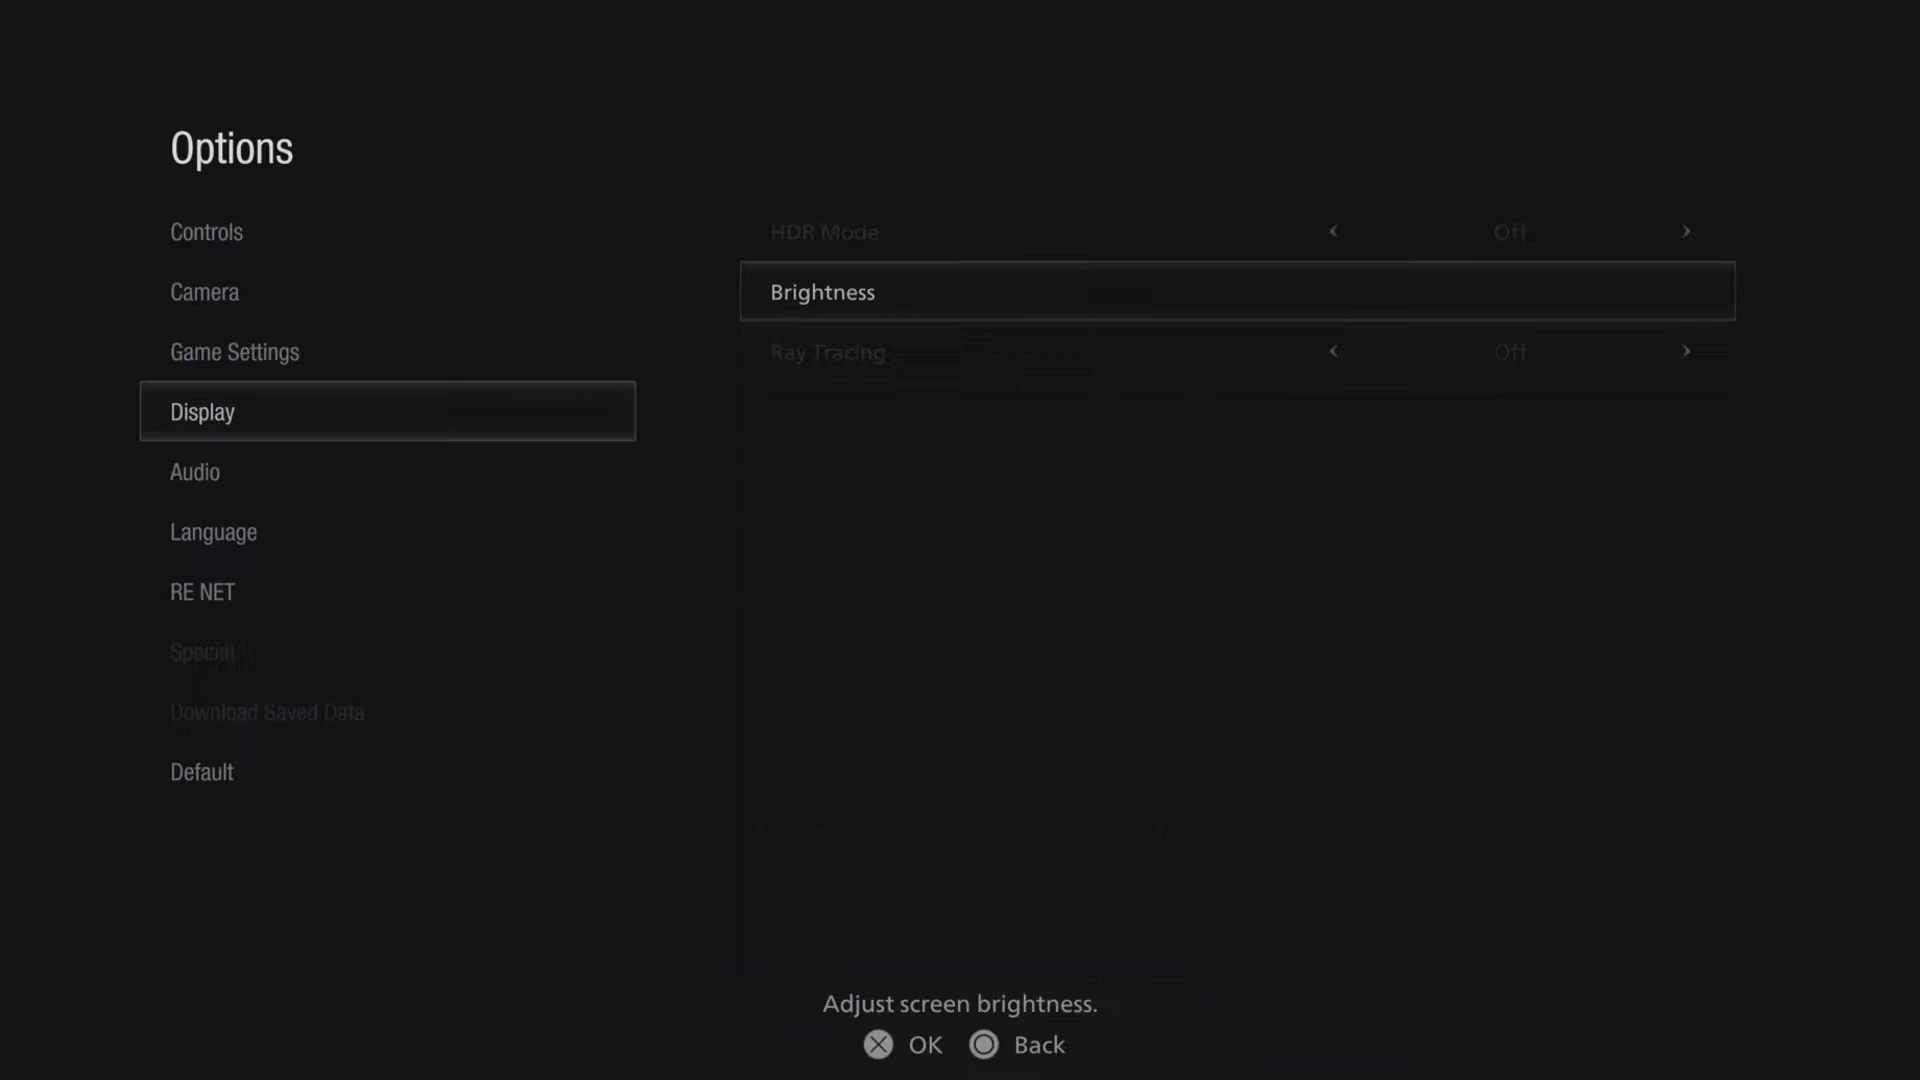 Options
Controls
Camera
Game Settings
Display
Audio
Language
RE NET
Special
Download Saved Data
Default
HDR Mode Off
Brightness
Ray Tracing Off
Adjust screen brightness.
OK Back